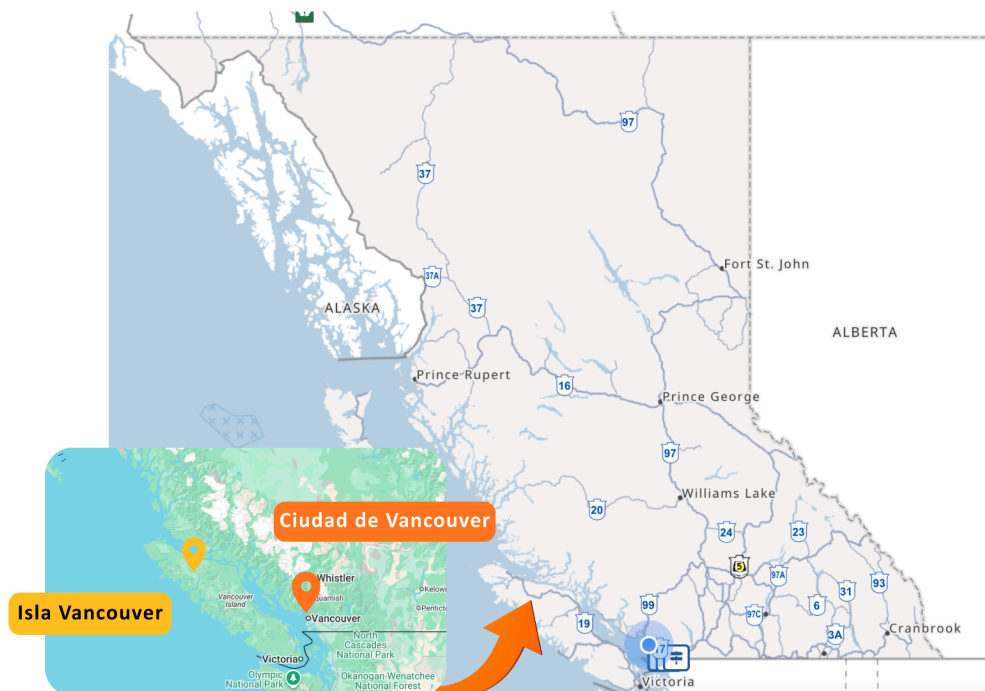 97
37
Fort St. John
37A
37
ALASKA
ALBERTA
Prince Rupert
16
Prince George
97
Williams Lake
20
24
23
5
97A
93
31
6
97C
99
19
3A
Cranbrook
17
Victoria
Ciudad de Vancouver
Isla Vancouver
Whistler
Squamish
Vancouver
Island
Vancouver
Victoria
North
Cascades
National Park
Olympic
National Park
Okanogan-Wenatchee
National Forest